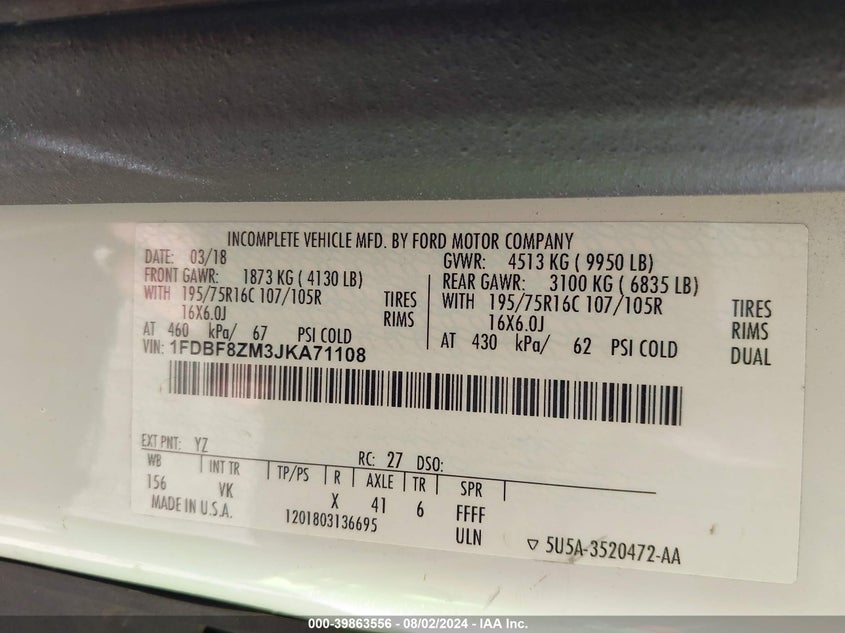 INCOMPLETE VEHICLE MFD. BY FORD MOTOR COMPANY
DATE: 03/18
GVWR: 4513 KG ( 9950 LB)
FRONT GAWR: 1873 KG ( 4130 LB)
REAR GAWR: 3100 KG ( 6835 LB)
WITH 195/75R16C 107/105R TIRES
WITH 195/75R16C 107/105R TIRES
16X6.0J RIMS
16X6.0J RIMS
AT 460 kPa/ 67 PSI COLD
AT 430 kPa/ 62 PSI COLD DUAL
VIN: 1FDBF8ZM3JKA71108
EXT PNT: YZ RC: 27 DSO:
WB INT TR TP/PS R AXLE TR SPR
156 VK X 41 6 FFFF
MADE IN U.S.A. 1201803136695 ULN
5U5A-3520472-AA
000-39863556 - 08/02/2024 - IAA Inc.